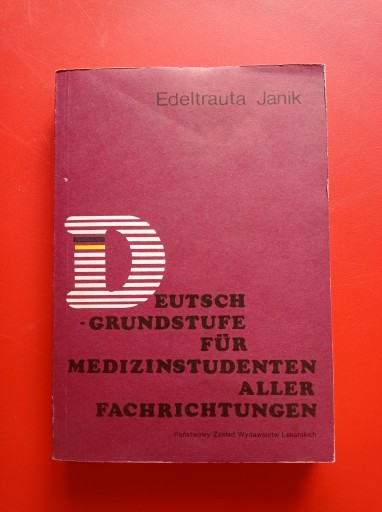 Edeltrauta Janik
DEUTSCH
-GRUNDSTUFE
FÜR
MEDIZINSTUDENTEN
ALLER
FACHRICHTUNGEN
Państwowy Zakład Wydawnictw Lekarskich